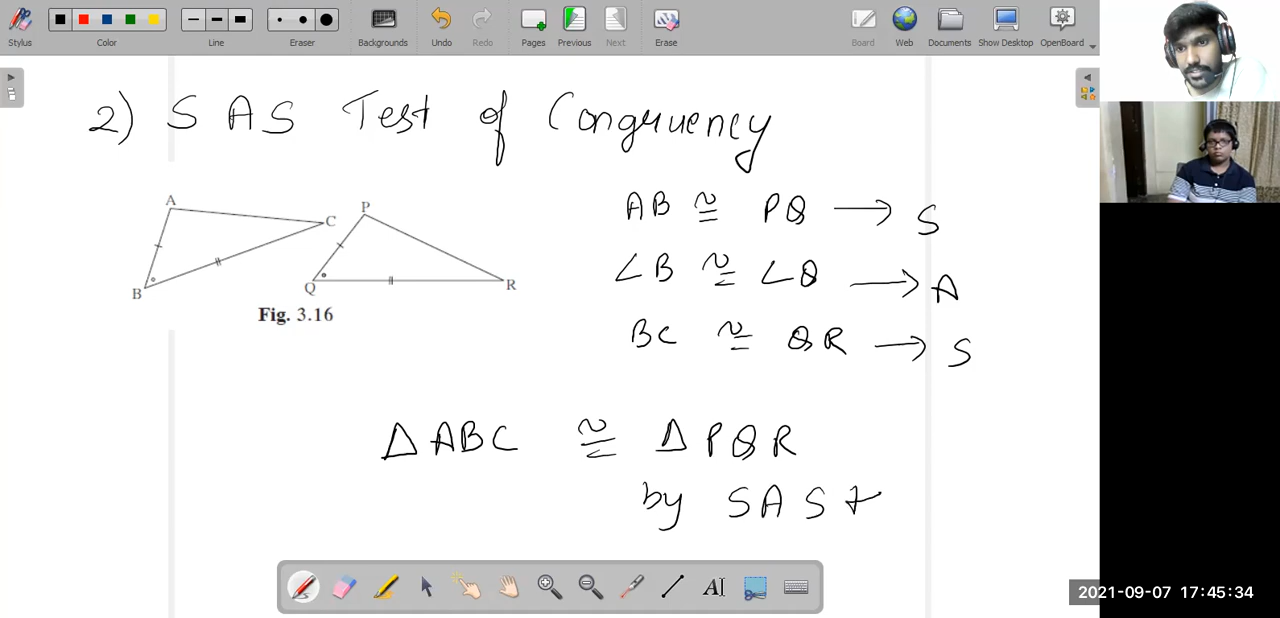 Stylus Color Line Eraser Backgrounds Undo Redo Pages Previous Next Erase Board Web Documents Show Desktop OpenBoard
2) SAS Test of Congruency
A
C
B
P
Q
R
Fig. 3.16
AB ≅ PQ → S
∠B ≅ ∠Q → A
BC ≅ QR → S
Δ ABC ≅ Δ PQR
by SAS t
AI
2021-09-07 17:45:34